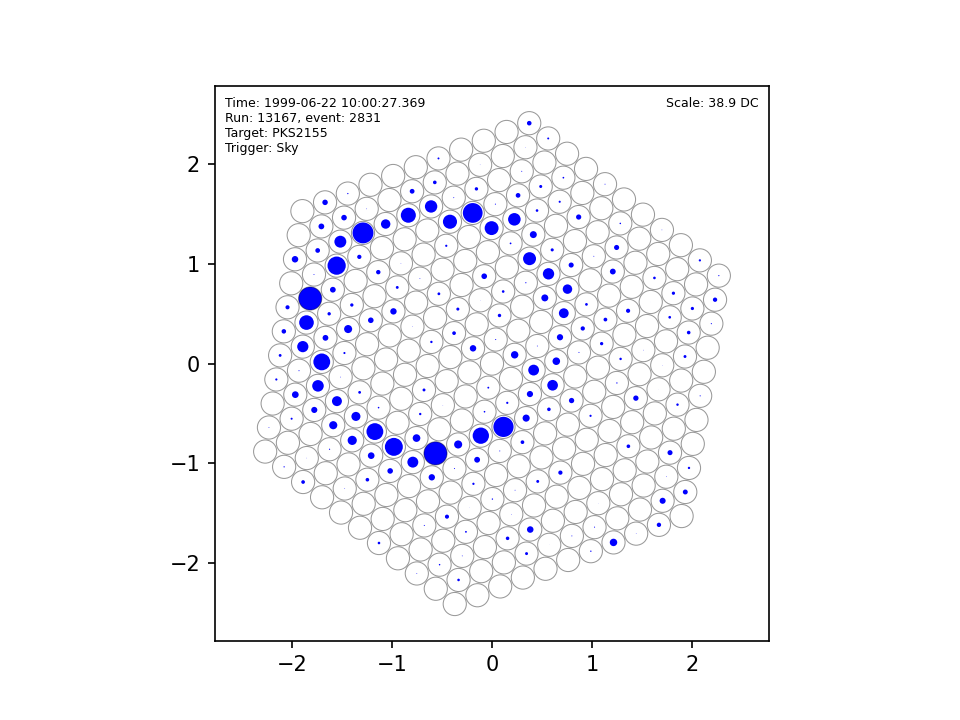 Time: 1999-06-22 10:00:27.369
Scale: 38.9 DC
Run: 13167, event: 2831
Target: PKS2155
Trigger: Sky
2
1
0
−1
−2
−2 −1 0 1 2